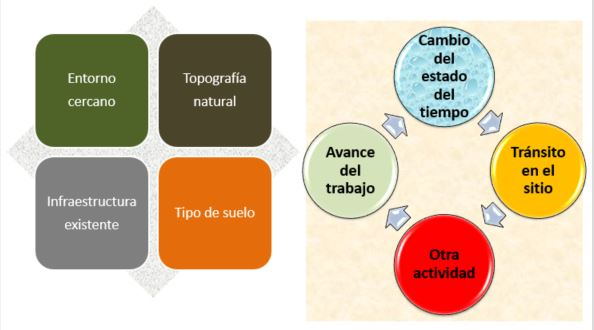 Entorno
cercano
Topografía
natural
Infraestructura
existente
Tipo de suelo
Cambio
del
estado
del
tiempo
Tránsito
en el
sitio
Otra
actividad
Avance
del
trabajo